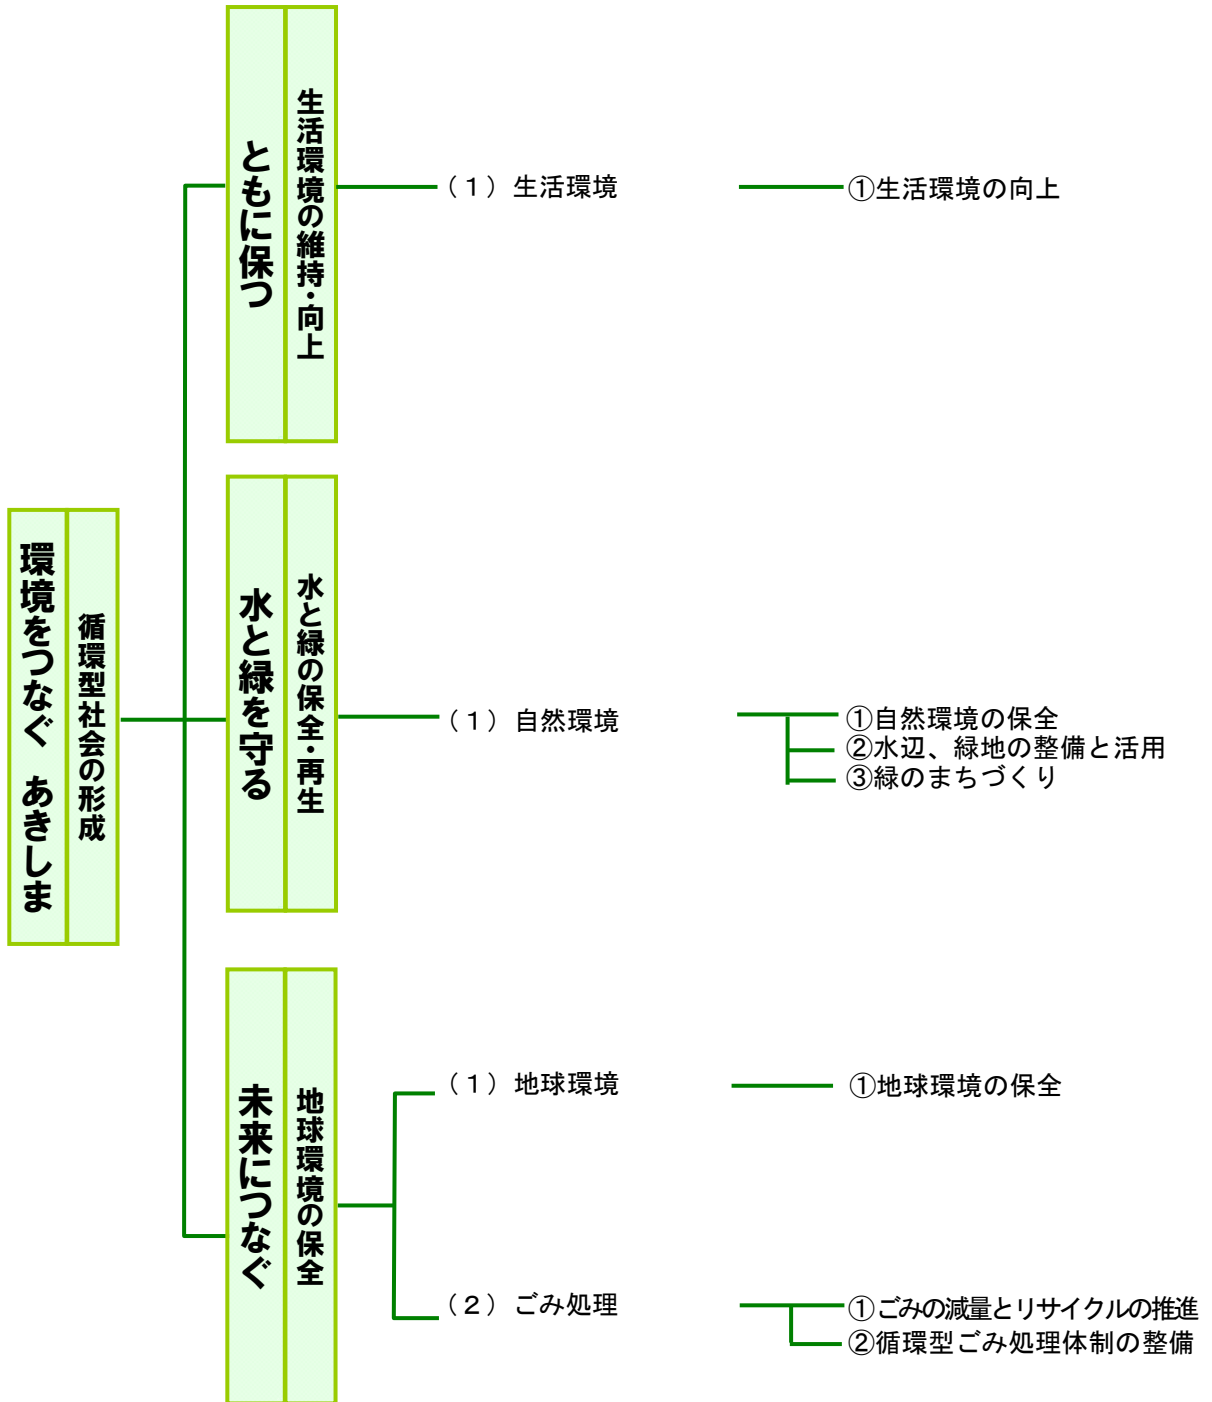 環境をつなぐ あきしま
循環型社会の形成
ともに保つ
生活環境の維持・向上
（1）生活環境
①生活環境の向上
水と緑を守る
水と緑の保全・再生
（1）自然環境
①自然環境の保全
②水辺、緑地の整備と活用
③緑のまちづくり
未来につなぐ
地球環境の保全
（1）地球環境
①地球環境の保全
（2）ごみ処理
①ごみの減量とリサイクルの推進
②循環型ごみ処理体制の整備